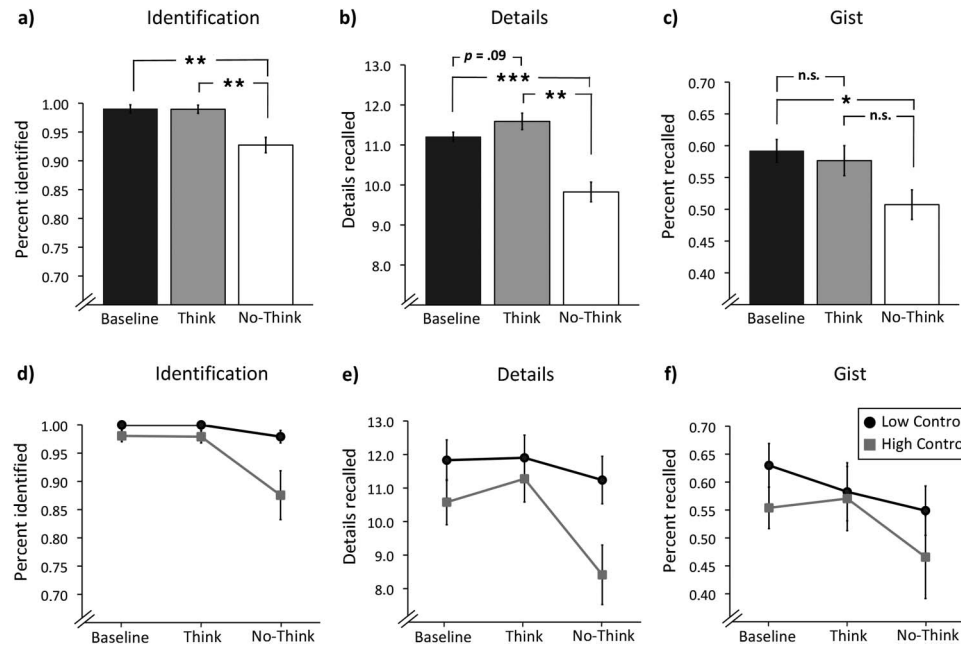 a) Identification
** 
**
Percent identified
1.00
0.95
0.90
0.85
0.80
0.75
0.70
Baseline Think No-Think
b) Details
p = .09
***
**
Details recalled
13.0
12.0
11.0
10.0
9.0
8.0
Baseline Think No-Think
c) Gist
n.s.
*
n.s.
Percent recalled
0.70
0.65
0.60
0.55
0.50
0.45
0.40
Baseline Think No-Think
d) Identification
Percent identified
1.00
0.95
0.90
0.85
0.80
0.75
0.70
Baseline Think No-Think
e) Details
Details recalled
13.0
12.0
11.0
10.0
9.0
8.0
Baseline Think No-Think
f) Gist
Low Control
High Control
Percent recalled
0.70
0.65
0.60
0.55
0.50
0.45
0.40
Baseline Think No-Think